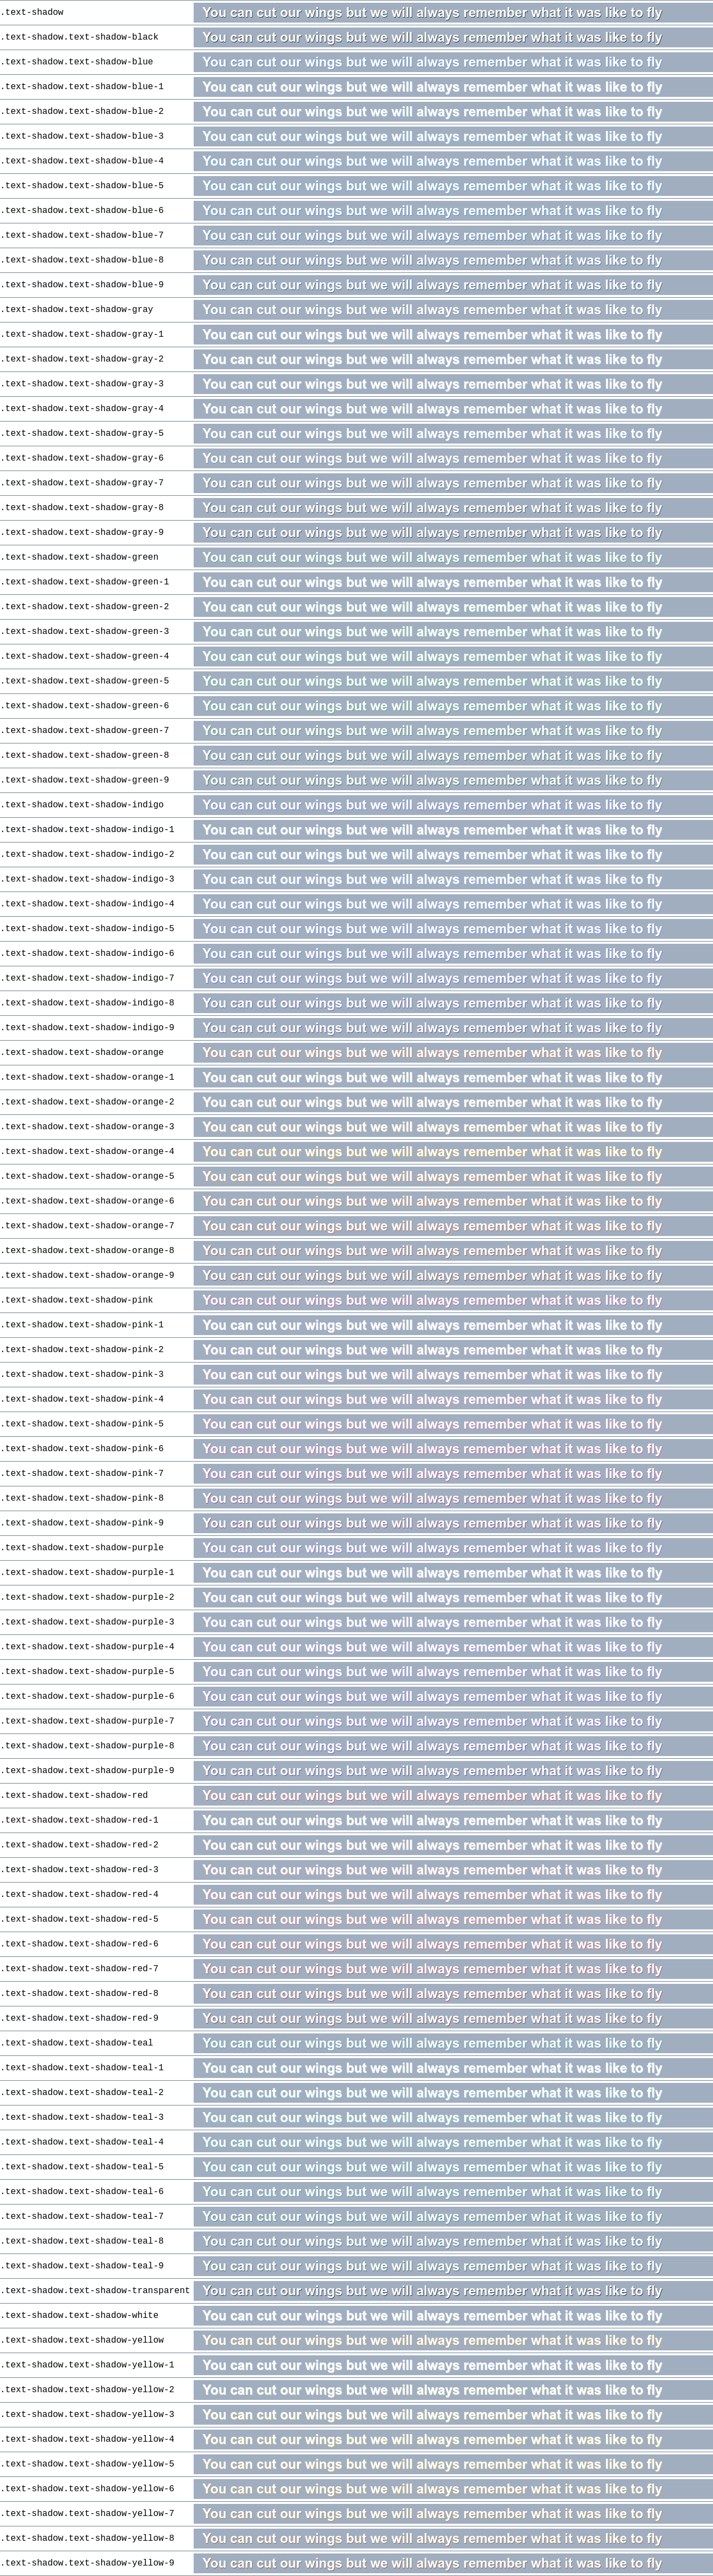 .text-shadow You can cut our wings but we will always remember what it was like to fly
.text-shadow.text-shadow-black You can cut our wings but we will always remember what it was like to fly
.text-shadow.text-shadow-blue You can cut our wings but we will always remember what it was like to fly
.text-shadow.text-shadow-blue-1 You can cut our wings but we will always remember what it was like to fly
.text-shadow.text-shadow-blue-2 You can cut our wings but we will always remember what it was like to fly
.text-shadow.text-shadow-blue-3 You can cut our wings but we will always remember what it was like to fly
.text-shadow.text-shadow-blue-4 You can cut our wings but we will always remember what it was like to fly
.text-shadow.text-shadow-blue-5 You can cut our wings but we will always remember what it was like to fly
.text-shadow.text-shadow-blue-6 You can cut our wings but we will always remember what it was like to fly
.text-shadow.text-shadow-blue-7 You can cut our wings but we will always remember what it was like to fly
.text-shadow.text-shadow-blue-8 You can cut our wings but we will always remember what it was like to fly
.text-shadow.text-shadow-blue-9 You can cut our wings but we will always remember what it was like to fly
.text-shadow.text-shadow-gray You can cut our wings but we will always remember what it was like to fly
.text-shadow.text-shadow-gray-1 You can cut our wings but we will always remember what it was like to fly
.text-shadow.text-shadow-gray-2 You can cut our wings but we will always remember what it was like to fly
.text-shadow.text-shadow-gray-3 You can cut our wings but we will always remember what it was like to fly
.text-shadow.text-shadow-gray-4 You can cut our wings but we will always remember what it was like to fly
.text-shadow.text-shadow-gray-5 You can cut our wings but we will always remember what it was like to fly
.text-shadow.text-shadow-gray-6 You can cut our wings but we will always remember what it was like to fly
.text-shadow.text-shadow-gray-7 You can cut our wings but we will always remember what it was like to fly
.text-shadow.text-shadow-gray-8 You can cut our wings but we will always remember what it was like to fly
.text-shadow.text-shadow-gray-9 You can cut our wings but we will always remember what it was like to fly
.text-shadow.text-shadow-green You can cut our wings but we will always remember what it was like to fly
.text-shadow.text-shadow-green-1 You can cut our wings but we will always remember what it was like to fly
.text-shadow.text-shadow-green-2 You can cut our wings but we will always remember what it was like to fly
.text-shadow.text-shadow-green-3 You can cut our wings but we will always remember what it was like to fly
.text-shadow.text-shadow-green-4 You can cut our wings but we will always remember what it was like to fly
.text-shadow.text-shadow-green-5 You can cut our wings but we will always remember what it was like to fly
.text-shadow.text-shadow-green-6 You can cut our wings but we will always remember what it was like to fly
.text-shadow.text-shadow-green-7 You can cut our wings but we will always remember what it was like to fly
.text-shadow.text-shadow-green-8 You can cut our wings but we will always remember what it was like to fly
.text-shadow.text-shadow-green-9 You can cut our wings but we will always remember what it was like to fly
.text-shadow.text-shadow-indigo You can cut our wings but we will always remember what it was like to fly
.text-shadow.text-shadow-indigo-1 You can cut our wings but we will always remember what it was like to fly
.text-shadow.text-shadow-indigo-2 You can cut our wings but we will always remember what it was like to fly
.text-shadow.text-shadow-indigo-3 You can cut our wings but we will always remember what it was like to fly
.text-shadow.text-shadow-indigo-4 You can cut our wings but we will always remember what it was like to fly
.text-shadow.text-shadow-indigo-5 You can cut our wings but we will always remember what it was like to fly
.text-shadow.text-shadow-indigo-6 You can cut our wings but we will always remember what it was like to fly
.text-shadow.text-shadow-indigo-7 You can cut our wings but we will always remember what it was like to fly
.text-shadow.text-shadow-indigo-8 You can cut our wings but we will always remember what it was like to fly
.text-shadow.text-shadow-indigo-9 You can cut our wings but we will always remember what it was like to fly
.text-shadow.text-shadow-orange You can cut our wings but we will always remember what it was like to fly
.text-shadow.text-shadow-orange-1 You can cut our wings but we will always remember what it was like to fly
.text-shadow.text-shadow-orange-2 You can cut our wings but we will always remember what it was like to fly
.text-shadow.text-shadow-orange-3 You can cut our wings but we will always remember what it was like to fly
.text-shadow.text-shadow-orange-4 You can cut our wings but we will always remember what it was like to fly
.text-shadow.text-shadow-orange-5 You can cut our wings but we will always remember what it was like to fly
.text-shadow.text-shadow-orange-6 You can cut our wings but we will always remember what it was like to fly
.text-shadow.text-shadow-orange-7 You can cut our wings but we will always remember what it was like to fly
.text-shadow.text-shadow-orange-8 You can cut our wings but we will always remember what it was like to fly
.text-shadow.text-shadow-orange-9 You can cut our wings but we will always remember what it was like to fly
.text-shadow.text-shadow-pink You can cut our wings but we will always remember what it was like to fly
.text-shadow.text-shadow-pink-1 You can cut our wings but we will always remember what it was like to fly
.text-shadow.text-shadow-pink-2 You can cut our wings but we will always remember what it was like to fly
.text-shadow.text-shadow-pink-3 You can cut our wings but we will always remember what it was like to fly
.text-shadow.text-shadow-pink-4 You can cut our wings but we will always remember what it was like to fly
.text-shadow.text-shadow-pink-5 You can cut our wings but we will always remember what it was like to fly
.text-shadow.text-shadow-pink-6 You can cut our wings but we will always remember what it was like to fly
.text-shadow.text-shadow-pink-7 You can cut our wings but we will always remember what it was like to fly
.text-shadow.text-shadow-pink-8 You can cut our wings but we will always remember what it was like to fly
.text-shadow.text-shadow-pink-9 You can cut our wings but we will always remember what it was like to fly
.text-shadow.text-shadow-purple You can cut our wings but we will always remember what it was like to fly
.text-shadow.text-shadow-purple-1 You can cut our wings but we will always remember what it was like to fly
.text-shadow.text-shadow-purple-2 You can cut our wings but we will always remember what it was like to fly
.text-shadow.text-shadow-purple-3 You can cut our wings but we will always remember what it was like to fly
.text-shadow.text-shadow-purple-4 You can cut our wings but we will always remember what it was like to fly
.text-shadow.text-shadow-purple-5 You can cut our wings but we will always remember what it was like to fly
.text-shadow.text-shadow-purple-6 You can cut our wings but we will always remember what it was like to fly
.text-shadow.text-shadow-purple-7 You can cut our wings but we will always remember what it was like to fly
.text-shadow.text-shadow-purple-8 You can cut our wings but we will always remember what it was like to fly
.text-shadow.text-shadow-purple-9 You can cut our wings but we will always remember what it was like to fly
.text-shadow.text-shadow-red You can cut our wings but we will always remember what it was like to fly
.text-shadow.text-shadow-red-1 You can cut our wings but we will always remember what it was like to fly
.text-shadow.text-shadow-red-2 You can cut our wings but we will always remember what it was like to fly
.text-shadow.text-shadow-red-3 You can cut our wings but we will always remember what it was like to fly
.text-shadow.text-shadow-red-4 You can cut our wings but we will always remember what it was like to fly
.text-shadow.text-shadow-red-5 You can cut our wings but we will always remember what it was like to fly
.text-shadow.text-shadow-red-6 You can cut our wings but we will always remember what it was like to fly
.text-shadow.text-shadow-red-7 You can cut our wings but we will always remember what it was like to fly
.text-shadow.text-shadow-red-8 You can cut our wings but we will always remember what it was like to fly
.text-shadow.text-shadow-red-9 You can cut our wings but we will always remember what it was like to fly
.text-shadow.text-shadow-teal You can cut our wings but we will always remember what it was like to fly
.text-shadow.text-shadow-teal-1 You can cut our wings but we will always remember what it was like to fly
.text-shadow.text-shadow-teal-2 You can cut our wings but we will always remember what it was like to fly
.text-shadow.text-shadow-teal-3 You can cut our wings but we will always remember what it was like to fly
.text-shadow.text-shadow-teal-4 You can cut our wings but we will always remember what it was like to fly
.text-shadow.text-shadow-teal-5 You can cut our wings but we will always remember what it was like to fly
.text-shadow.text-shadow-teal-6 You can cut our wings but we will always remember what it was like to fly
.text-shadow.text-shadow-teal-7 You can cut our wings but we will always remember what it was like to fly
.text-shadow.text-shadow-teal-8 You can cut our wings but we will always remember what it was like to fly
.text-shadow.text-shadow-teal-9 You can cut our wings but we will always remember what it was like to fly
.text-shadow.text-shadow-transparent You can cut our wings but we will always remember what it was like to fly
.text-shadow.text-shadow-white You can cut our wings but we will always remember what it was like to fly
.text-shadow.text-shadow-yellow You can cut our wings but we will always remember what it was like to fly
.text-shadow.text-shadow-yellow-1 You can cut our wings but we will always remember what it was like to fly
.text-shadow.text-shadow-yellow-2 You can cut our wings but we will always remember what it was like to fly
.text-shadow.text-shadow-yellow-3 You can cut our wings but we will always remember what it was like to fly
.text-shadow.text-shadow-yellow-4 You can cut our wings but we will always remember what it was like to fly
.text-shadow.text-shadow-yellow-5 You can cut our wings but we will always remember what it was like to fly
.text-shadow.text-shadow-yellow-6 You can cut our wings but we will always remember what it was like to fly
.text-shadow.text-shadow-yellow-7 You can cut our wings but we will always remember what it was like to fly
.text-shadow.text-shadow-yellow-8 You can cut our wings but we will always remember what it was like to fly
.text-shadow.text-shadow-yellow-9 You can cut our wings but we will always remember what it was like to fly